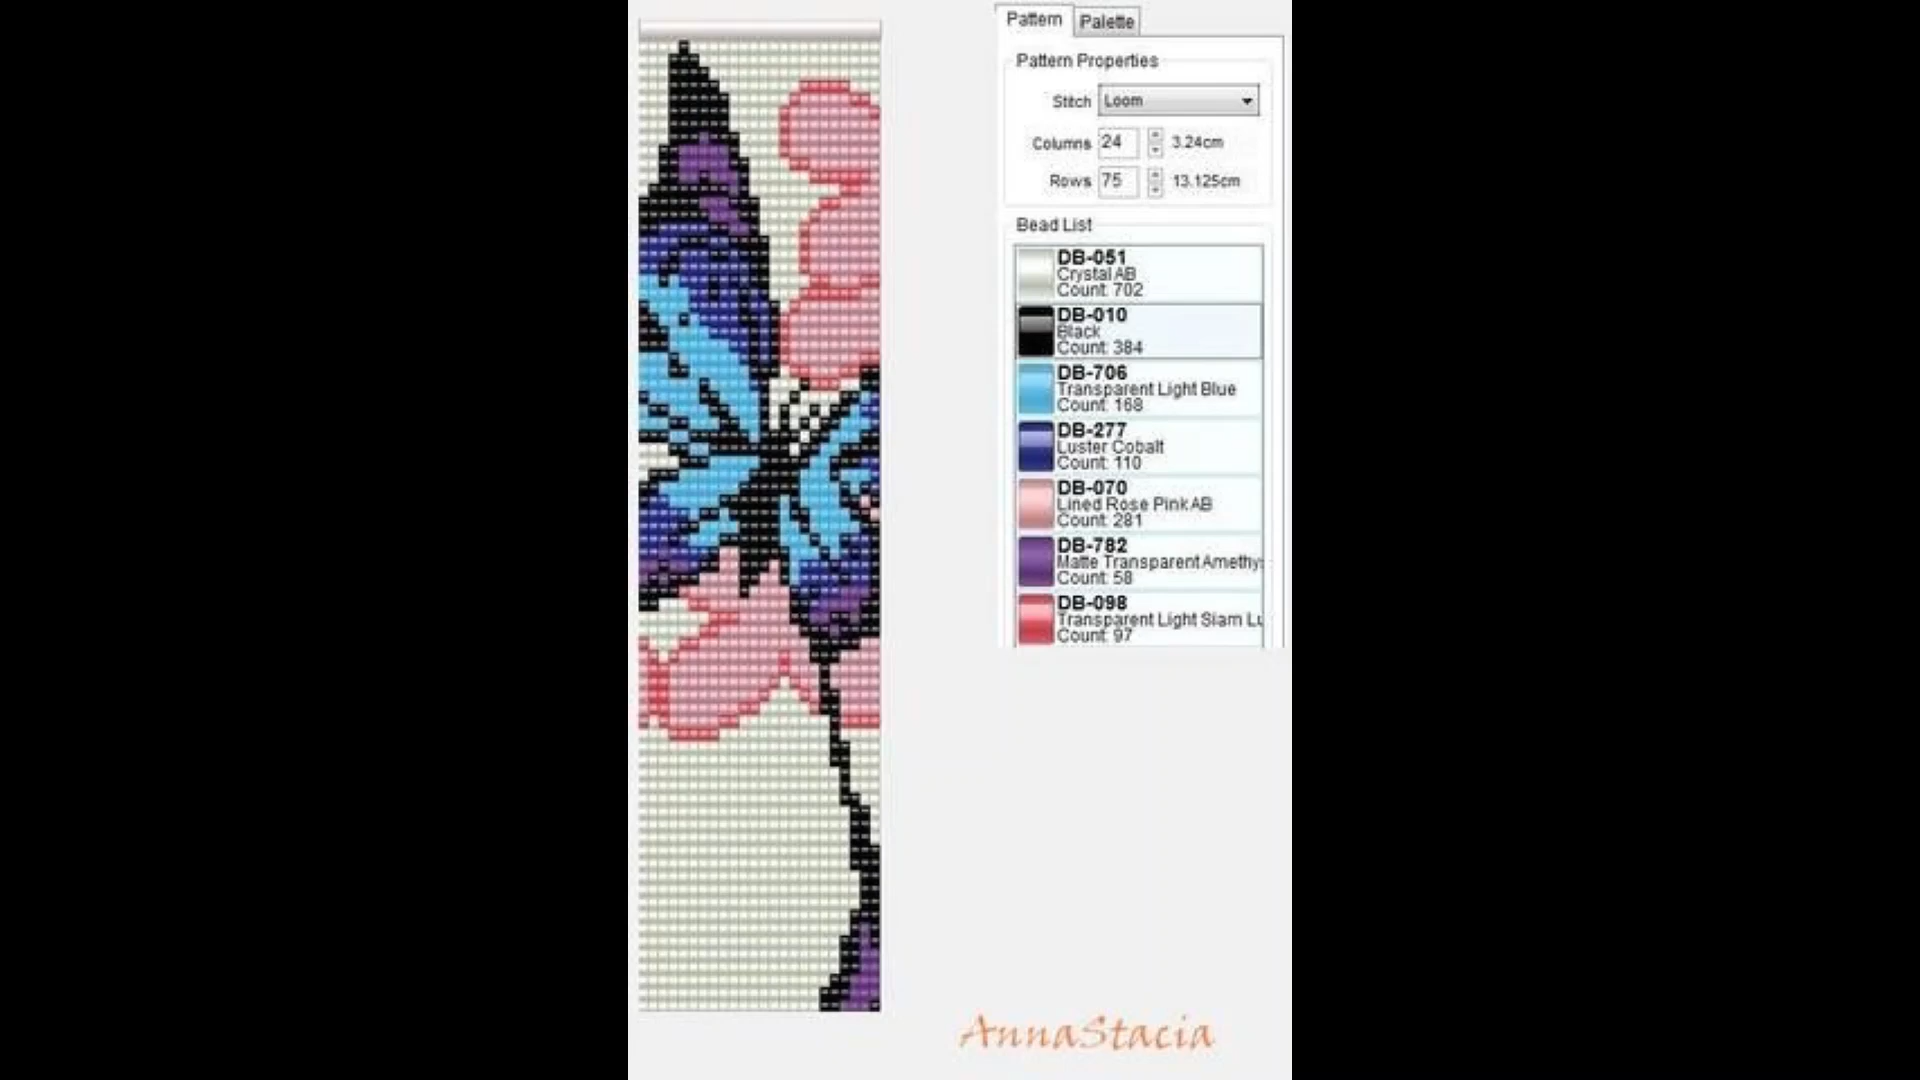 Pattern Palette
Pattern Properties
Stitch Loom
Columns 24 3.24cm
Rows 75 13.125cm
Bead List
DB-051
Crystal AB
Count: 702
DB-010
Black
Count: 384
DB-706
Transparent Light Blue
Count: 168
DB-277
Luster Cobalt
Count: 110
DB-070
Lined Rose Pink AB
Count: 281
DB-782
Matte Transparent Amethy
Count: 58
DB-098
Transparent Light Siam Lu
Count: 97
AnnaStacia